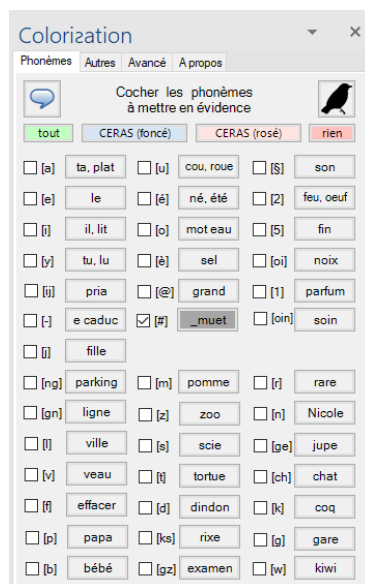 Colorisation
Phonèmes Autres Avancé A propos
Cocher les phonèmes
à mettre en évidence
tout CERAS (foncé) CERAS (rosé) rien
[a] ta, plat [u] cou, roue [§] son
[e] le [é] né, été [2] feu, oeuf
[i] il, lit [o] mot eau [5] fin
[y] tu, lu [è] sel [oi] noix
[ij] pria [@] grand [1] parfum
[-] e caduc [#] _muet [oin] soin
[j] fille
[ng] parking [m] pomme [r] rare
[gn] ligne [z] zoo [n] Nicole
[l] ville [s] scie [ge] jupe
[v] veau [t] tortue [ch] chat
[f] effacer [d] dindon [k] coq
[p] papa [ks] rixe [g] gare
[b] bébé [gz] examen [w] kiwi